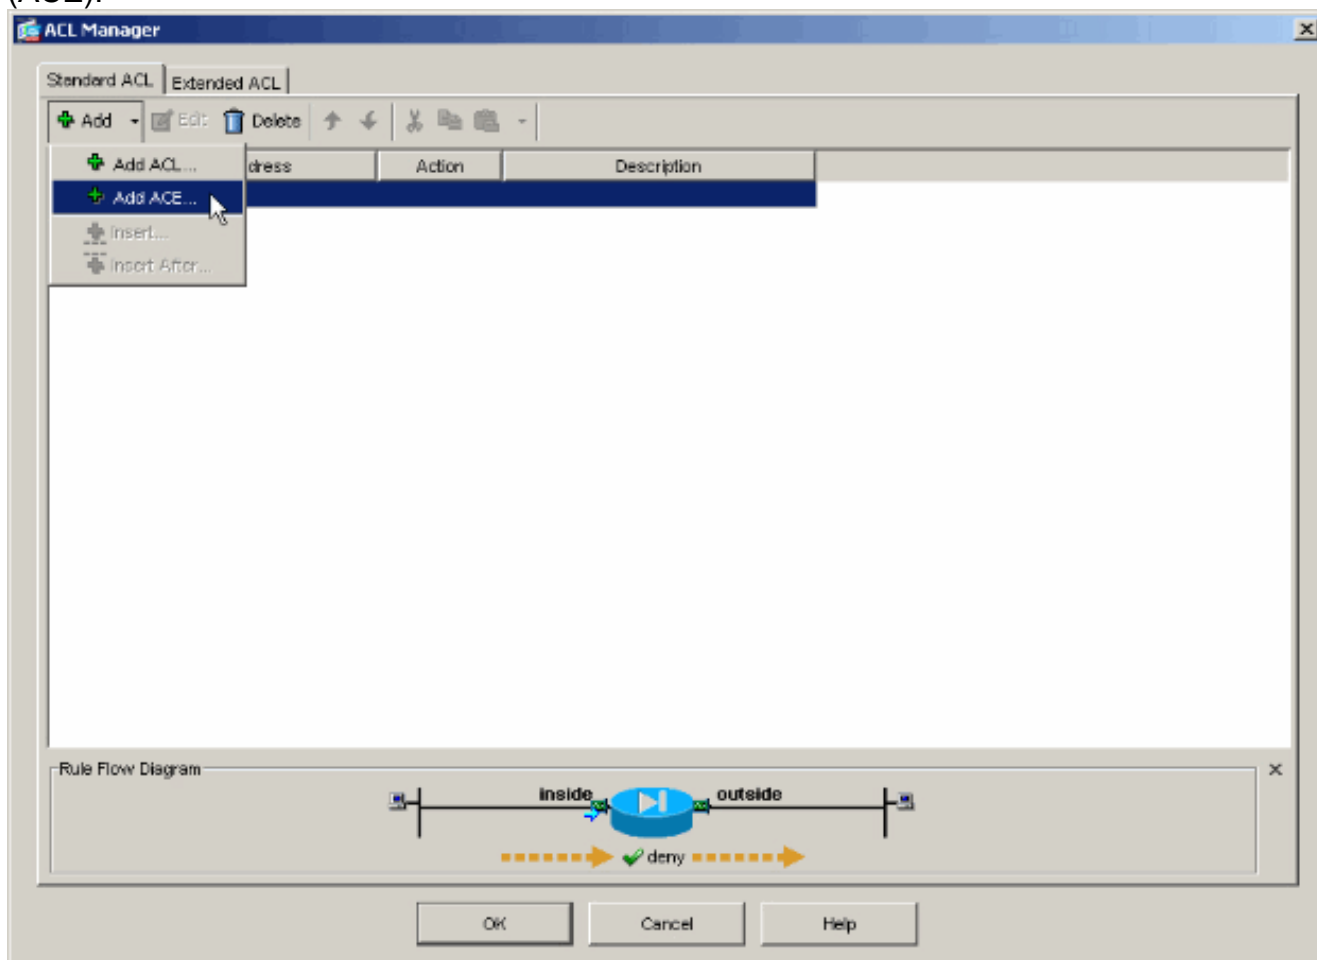 (ACE).
ACL Manager
Standard ACL Extended ACL
Add Edit Delete
Add ACL... dress Action Description
Add ACE...
Insert...
Insert After...
Rule Flow Diagram
inside outside
deny
OK Cancel Help